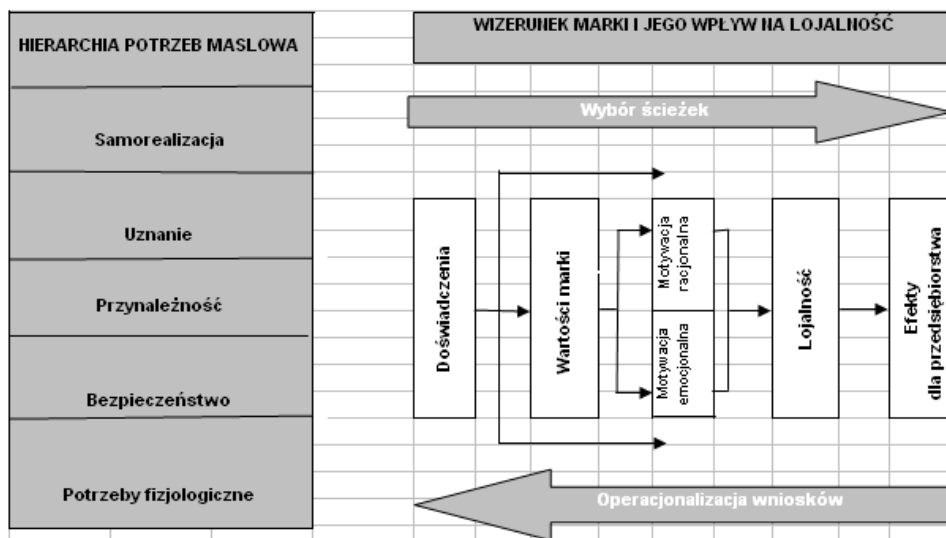 HIERARCHIA POTRZEB MASLOWA
Samorealizacja
Uznanie
Przynależność
Bezpieczeństwo
Potrzeby fizjologiczne
WIZERUNEK MARKI I JEGO WPŁYW NA LOJALNOŚĆ
Wybór ścieżek
Doświadczenia
Wartości marki
Motywacja
racjonalna
Motywacja
emocjonalna
Lojalność
Efekty
dla przedsiębiorstwa
Operacjonalizacja wniosków